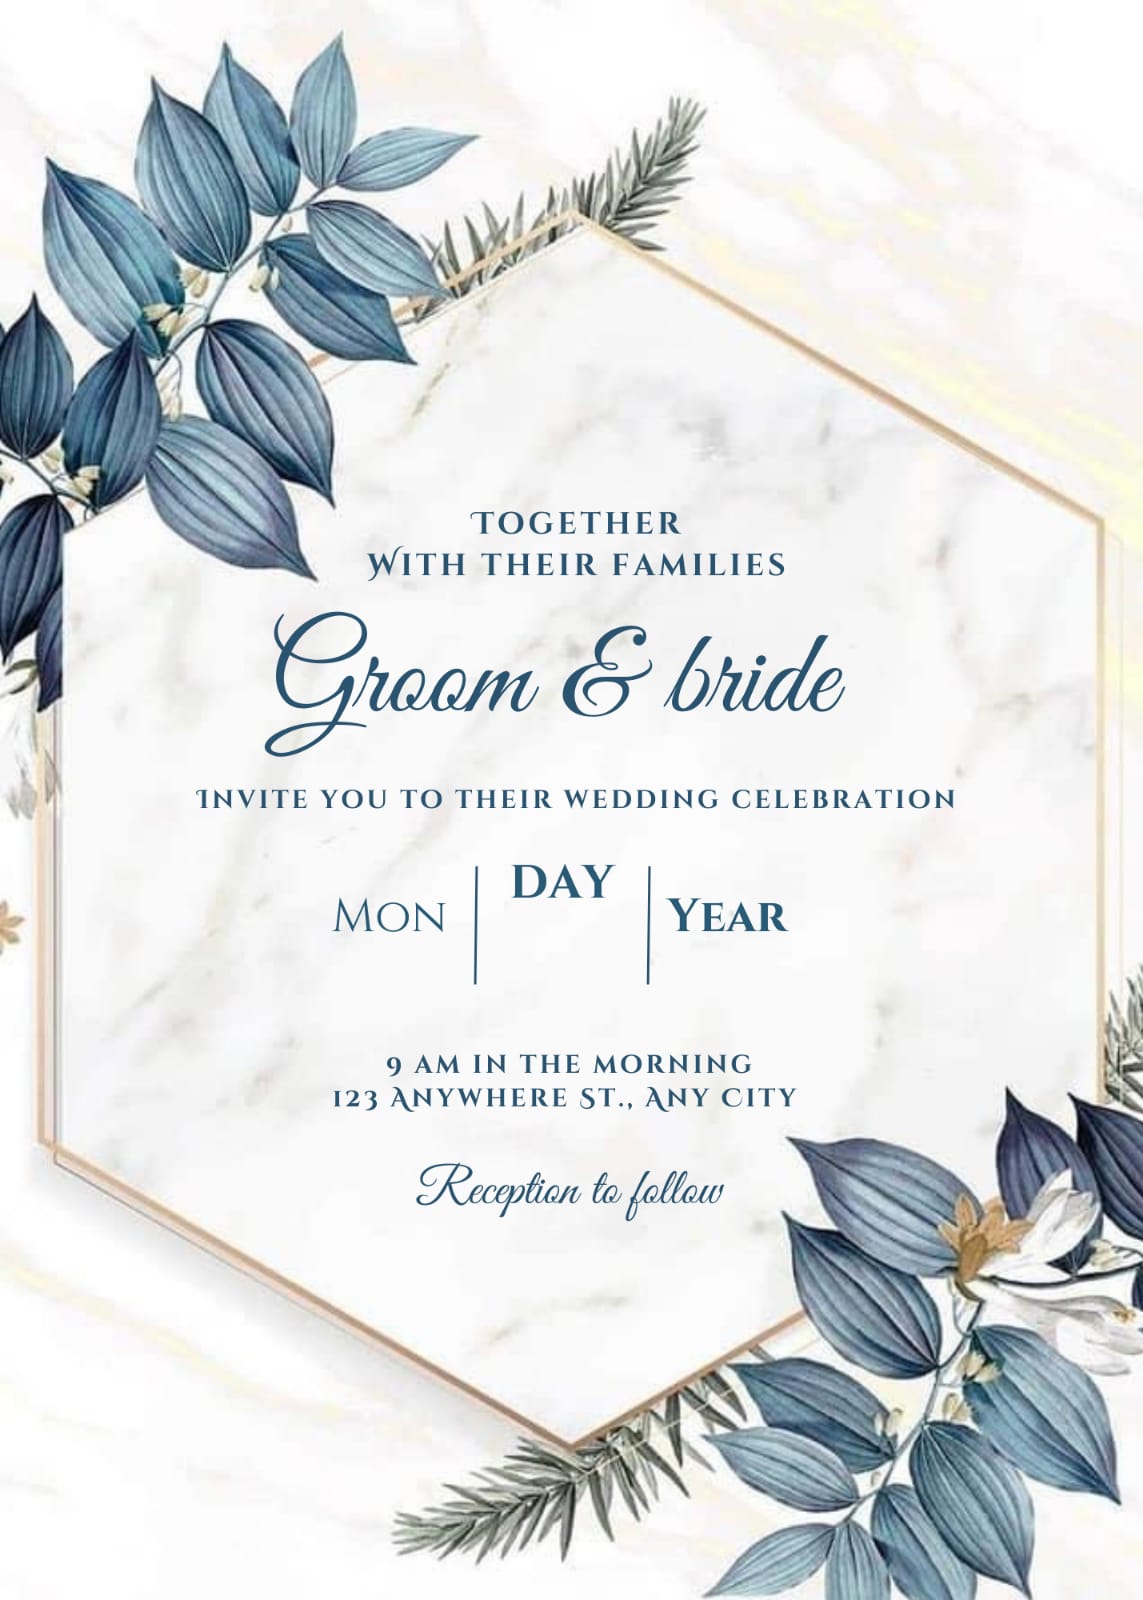 Together
With their families
Groom & bride
Invite you to their wedding celebration
Mon | DAY | Year
9 am in the morning
123 Anywhere St., Any City
Reception to follow